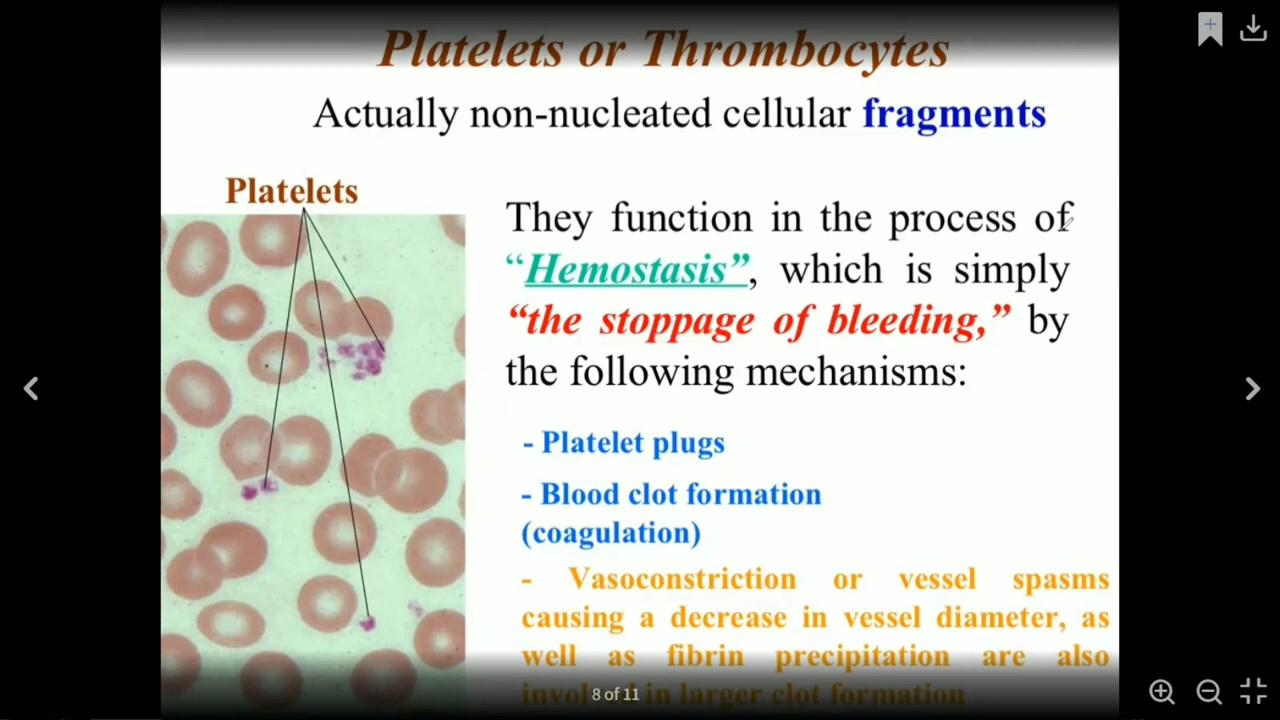 Platelets or Thrombocytes
Actually non-nucleated cellular fragments
Platelets
They function in the process of
“Hemostasis”, which is simply
“the stoppage of bleeding,” by
the following mechanisms:
- Platelet plugs
- Blood clot formation
(coagulation)
- Vasoconstriction or vessel spasms
causing a decrease in vessel diameter, as
well as fibrin precipitation are also
in larger clot formation
8 of 11